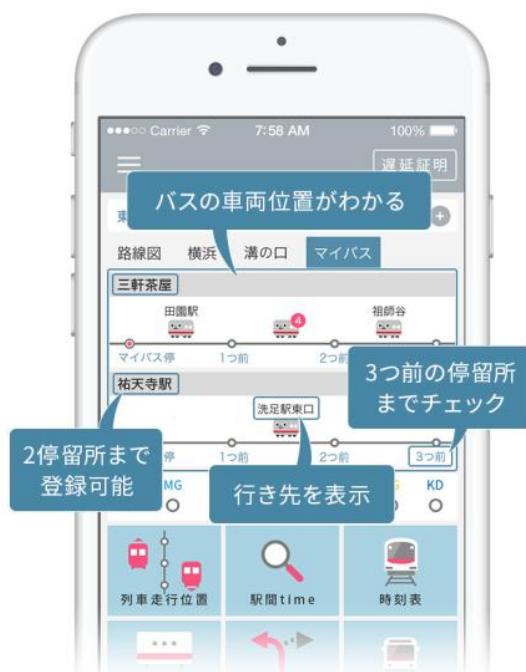 Carrier
7:58 AM
100%
遅延証明
東
バスの車両位置がわかる
路線図
横浜
溝の口
マイバス
三軒茶屋
田園駅
4
祖師谷
マイバス停
1つ前
2つ前
祐天寺駅
3つ前の停留所
までチェック
洗足駅東口
2停留所まで
登録可能
停
1つ前
2つ前
3つ前
行き先を表示
MG
KD
列車走行位置
駅間time
時刻表